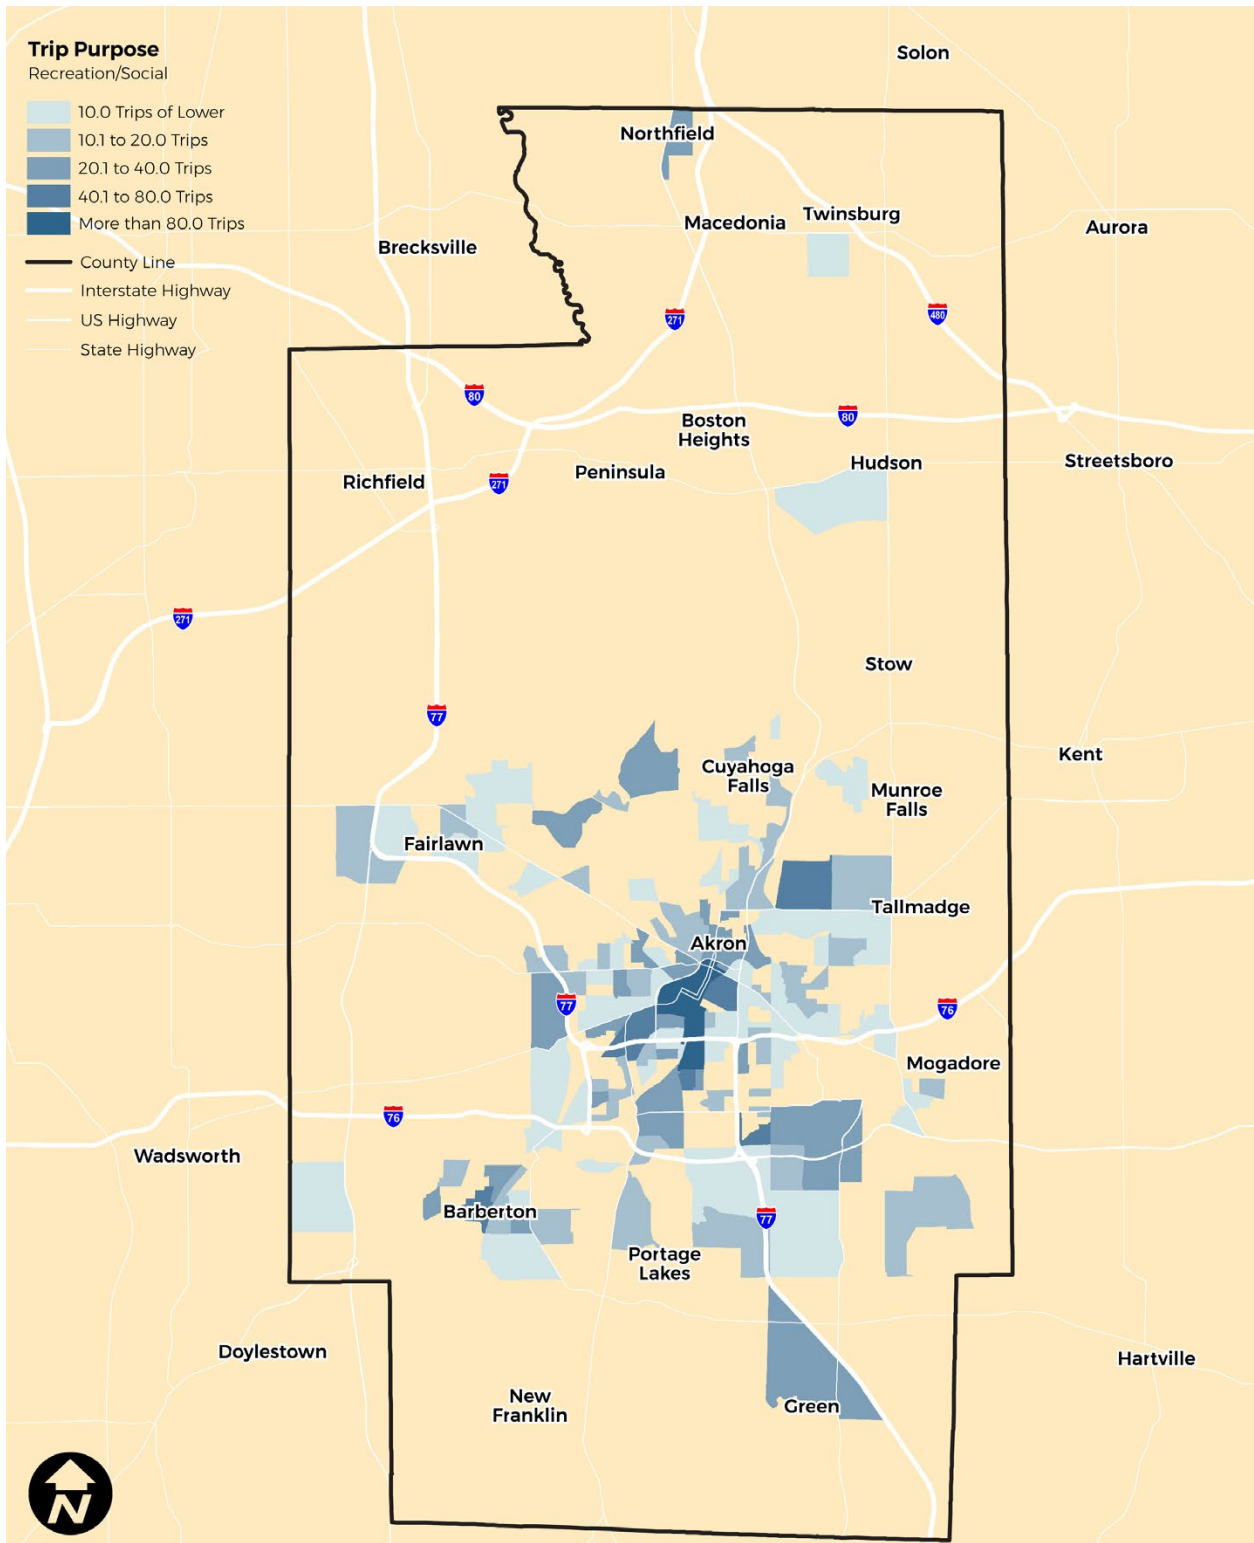 Trip Purpose
Recreation/Social
10.0 Trips of Lower
10.1 to 20.0 Trips
20.1 to 40.0 Trips
40.1 to 80.0 Trips
More than 80.0 Trips
County Line
Interstate Highway
US Highway
State Highway
Solon
Northfield
Macedonia
Twinsburg
Aurora
Brecksville
271
480
80
80
Boston
Heights
Hudson
Streetsboro
Peninsula
Richfield
271
271
Stow
77
Kent
Cuyahoga
Falls
Munroe
Falls
Fairlawn
Tallmadge
Akron
77
76
Mogadore
76
Wadsworth
Barberton
77
Portage
Lakes
Doylestown
Hartville
New
Franklin
Green
N